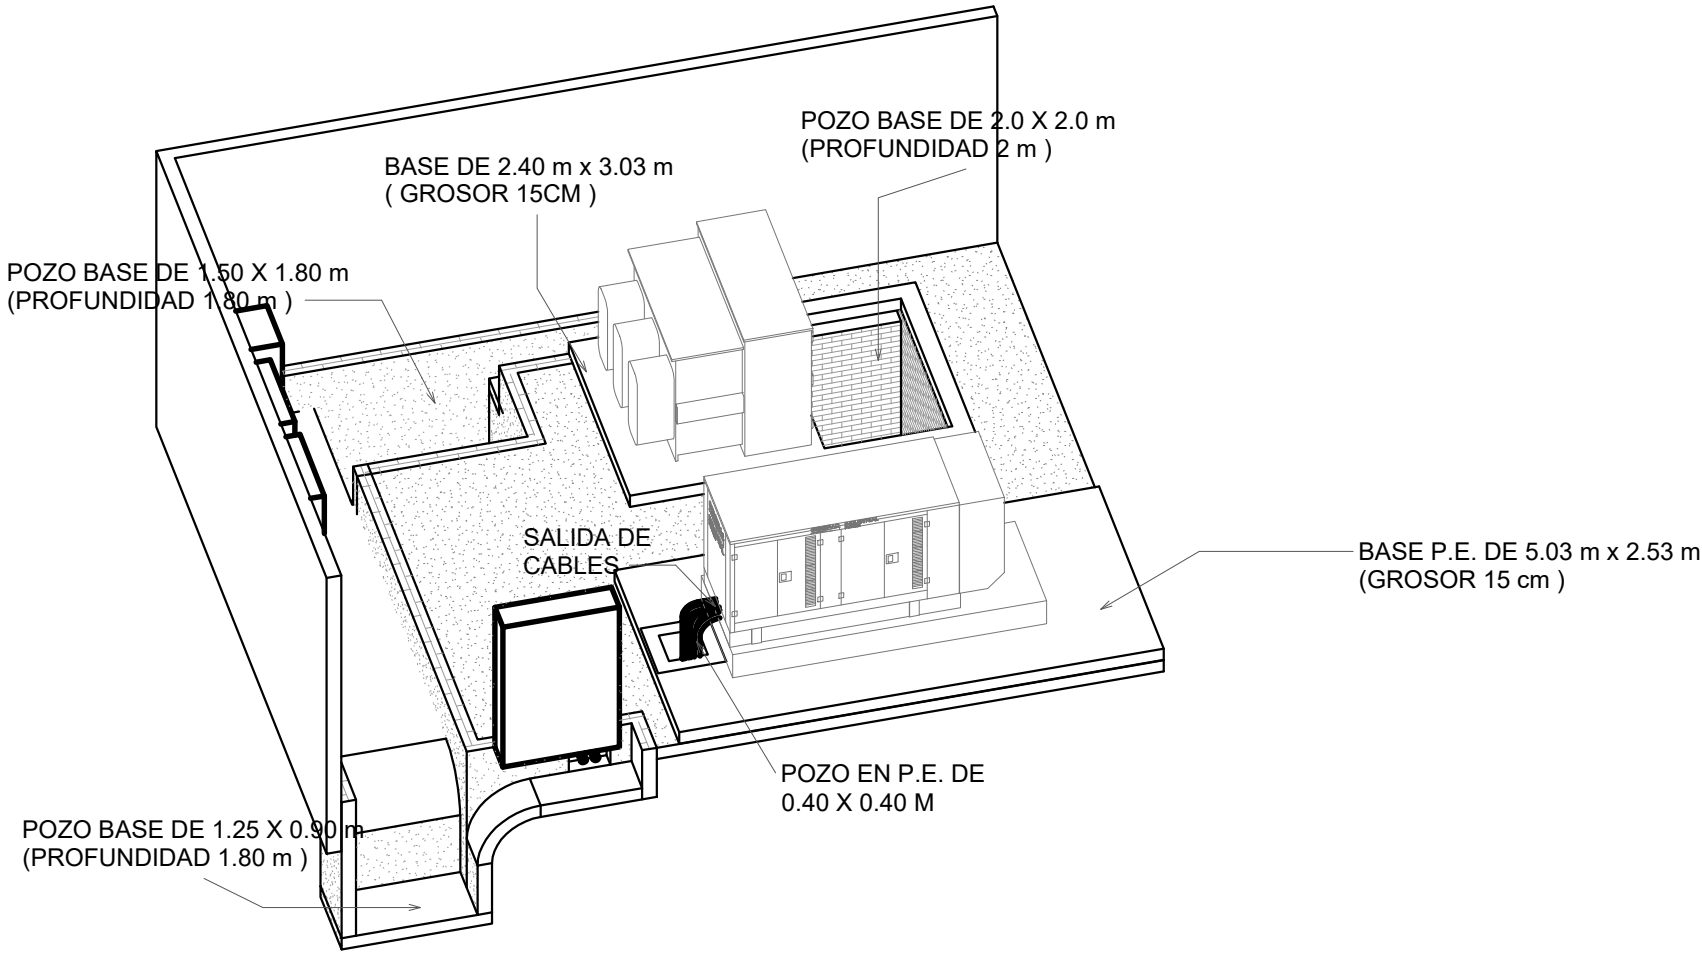 POZO BASE DE 2.0 X 2.0 m
(PROFUNDIDAD 2 m )
BASE DE 2.40 m x 3.03 m
( GROSOR 15CM )
POZO BASE DE 1.50 X 1.80 m
(PROFUNDIDAD 1.80 m )
SALIDA DE
CABLES
BASE P.E. DE 5.03 m x 2.53 m
(GROSOR 15 cm )
POZO EN P.E. DE
0.40 X 0.40 M
POZO BASE DE 1.25 X 0.90 m
(PROFUNDIDAD 1.80 m )